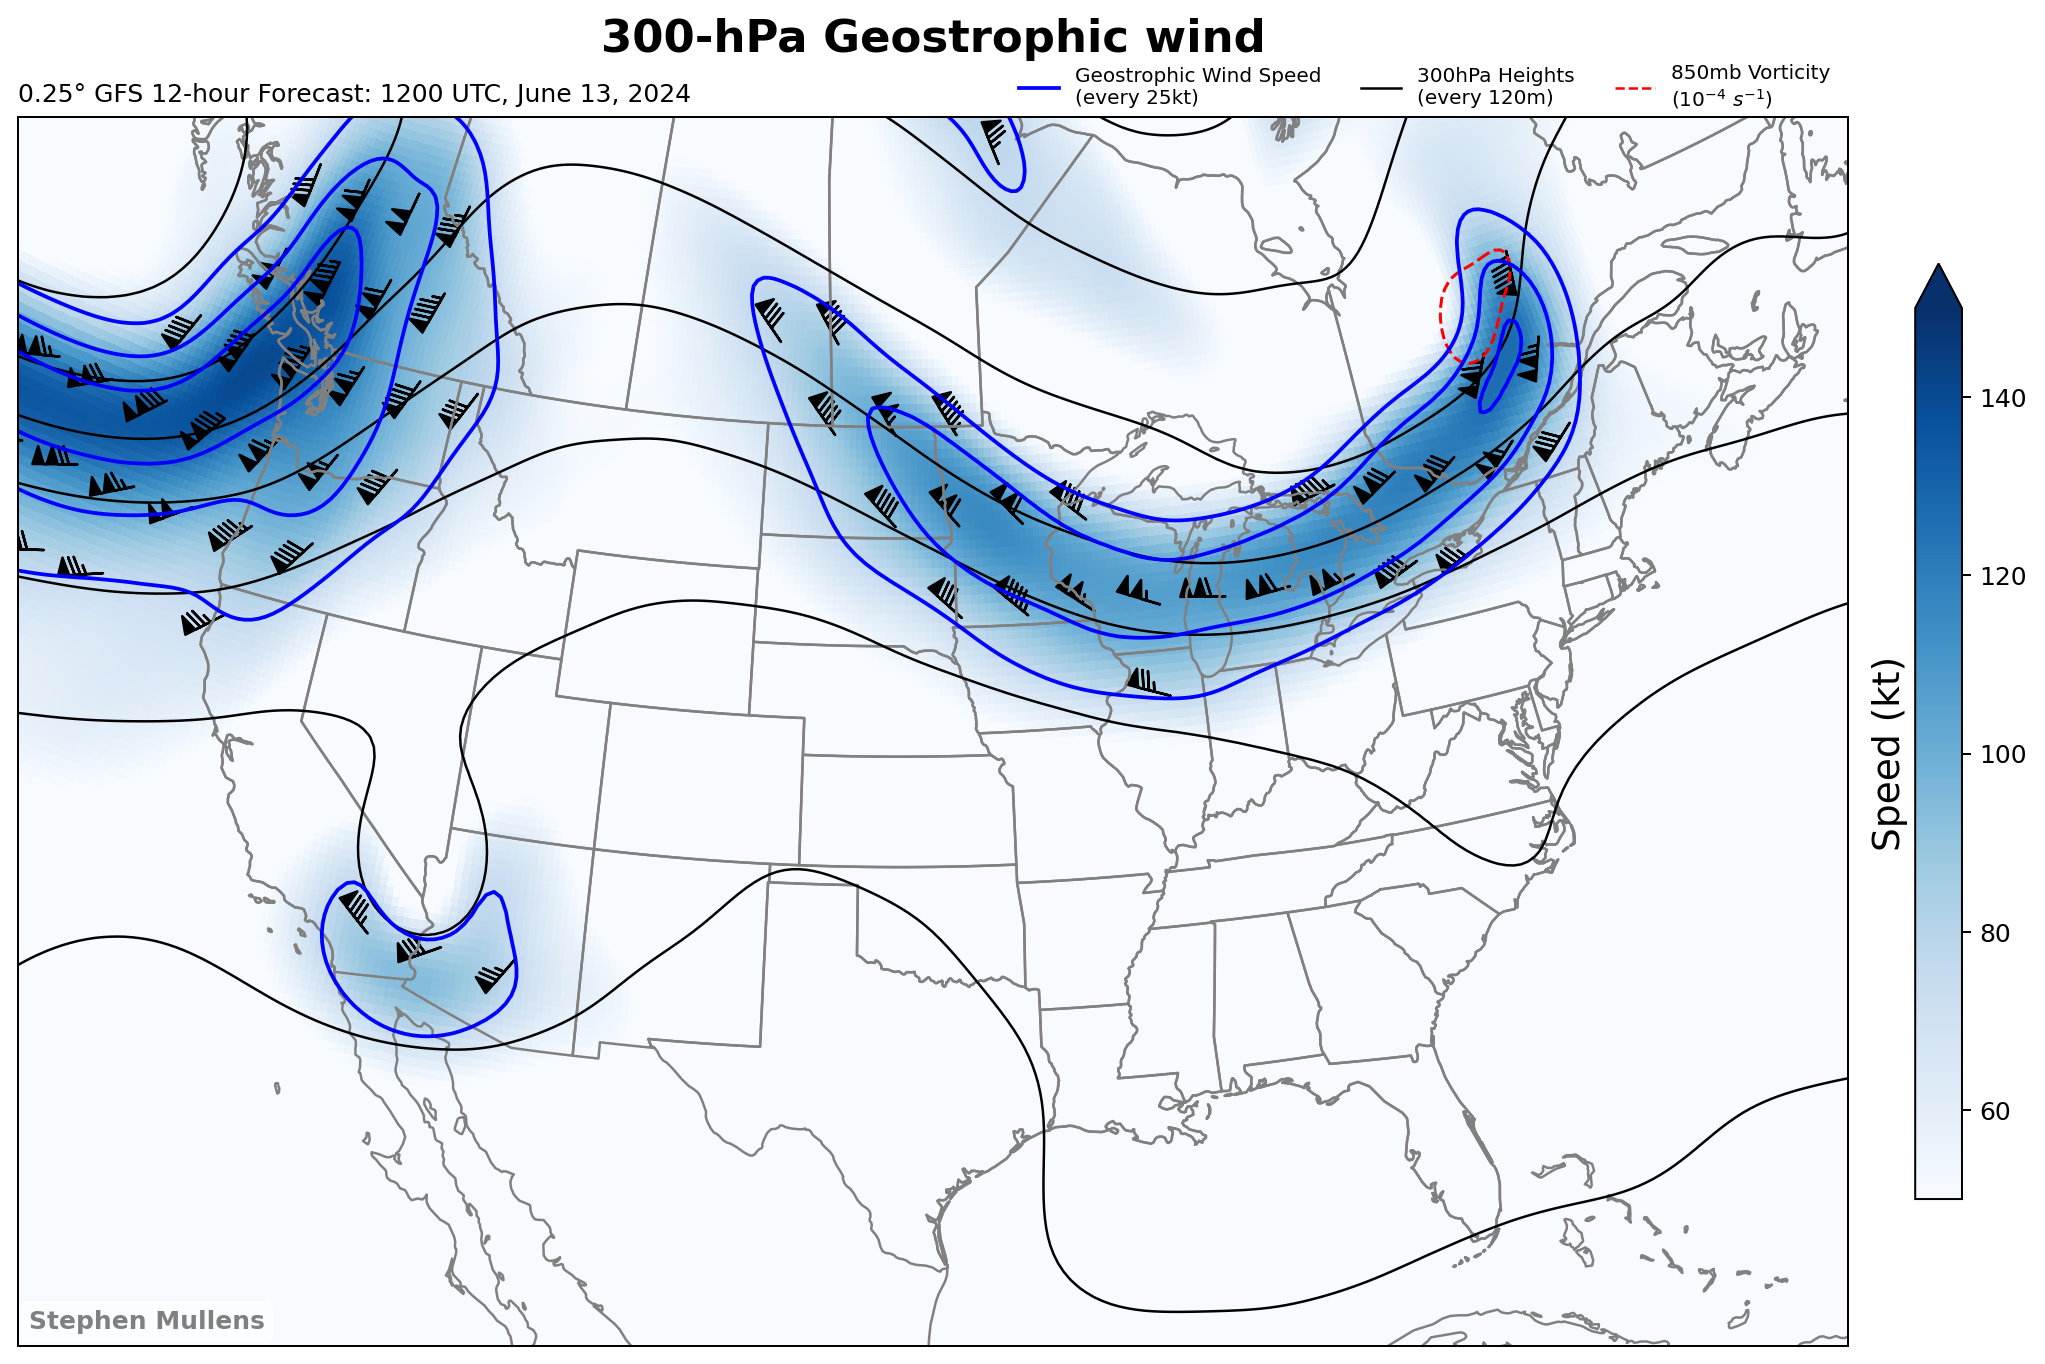 300-hPa Geostrophic wind
0.25° GFS 12-hour Forecast: 1200 UTC, June 13, 2024
Geostrophic Wind Speed
(every 25kt)
300hPa Heights
(every 120m)
850mb Vorticity
(10⁻⁴ s⁻¹)
140
120
100
80
60
Speed (kt)
Stephen Mullens